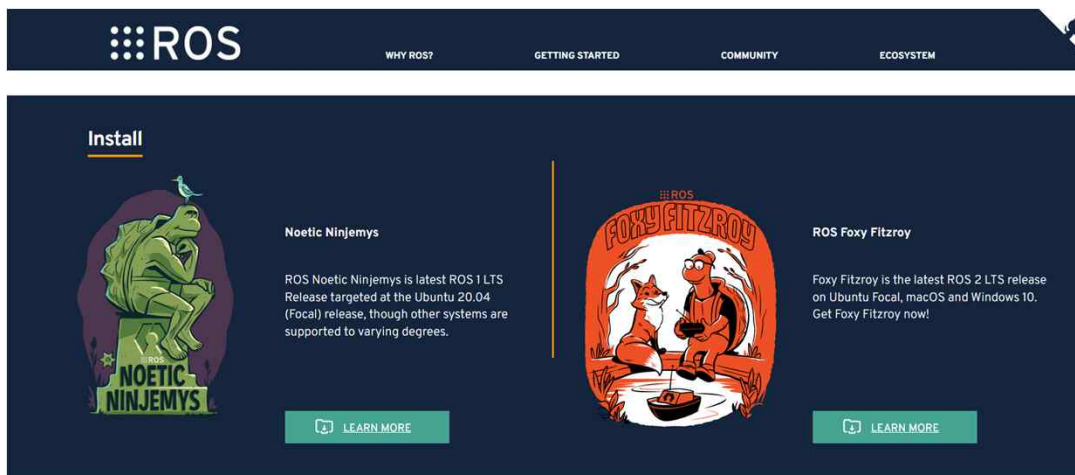 ROS
WHY ROS?
GETTING STARTED
COMMUNITY
ECOSYSTEM
Install
ROS
NOETIC
NINJEMYS
Noetic Ninjemys
ROS Noetic Ninjemys is latest ROS 1 LTS
Release targeted at the Ubuntu 20.04
(Focal) release, though other systems are
supported to varying degrees.
LEARN MORE
ROS
FOXY FITZROY
ROS Foxy Fitzroy
Foxy Fitzroy is the latest ROS 2 LTS release
on Ubuntu Focal, macOS and Windows 10.
Get Foxy Fitzroy now!
LEARN MORE